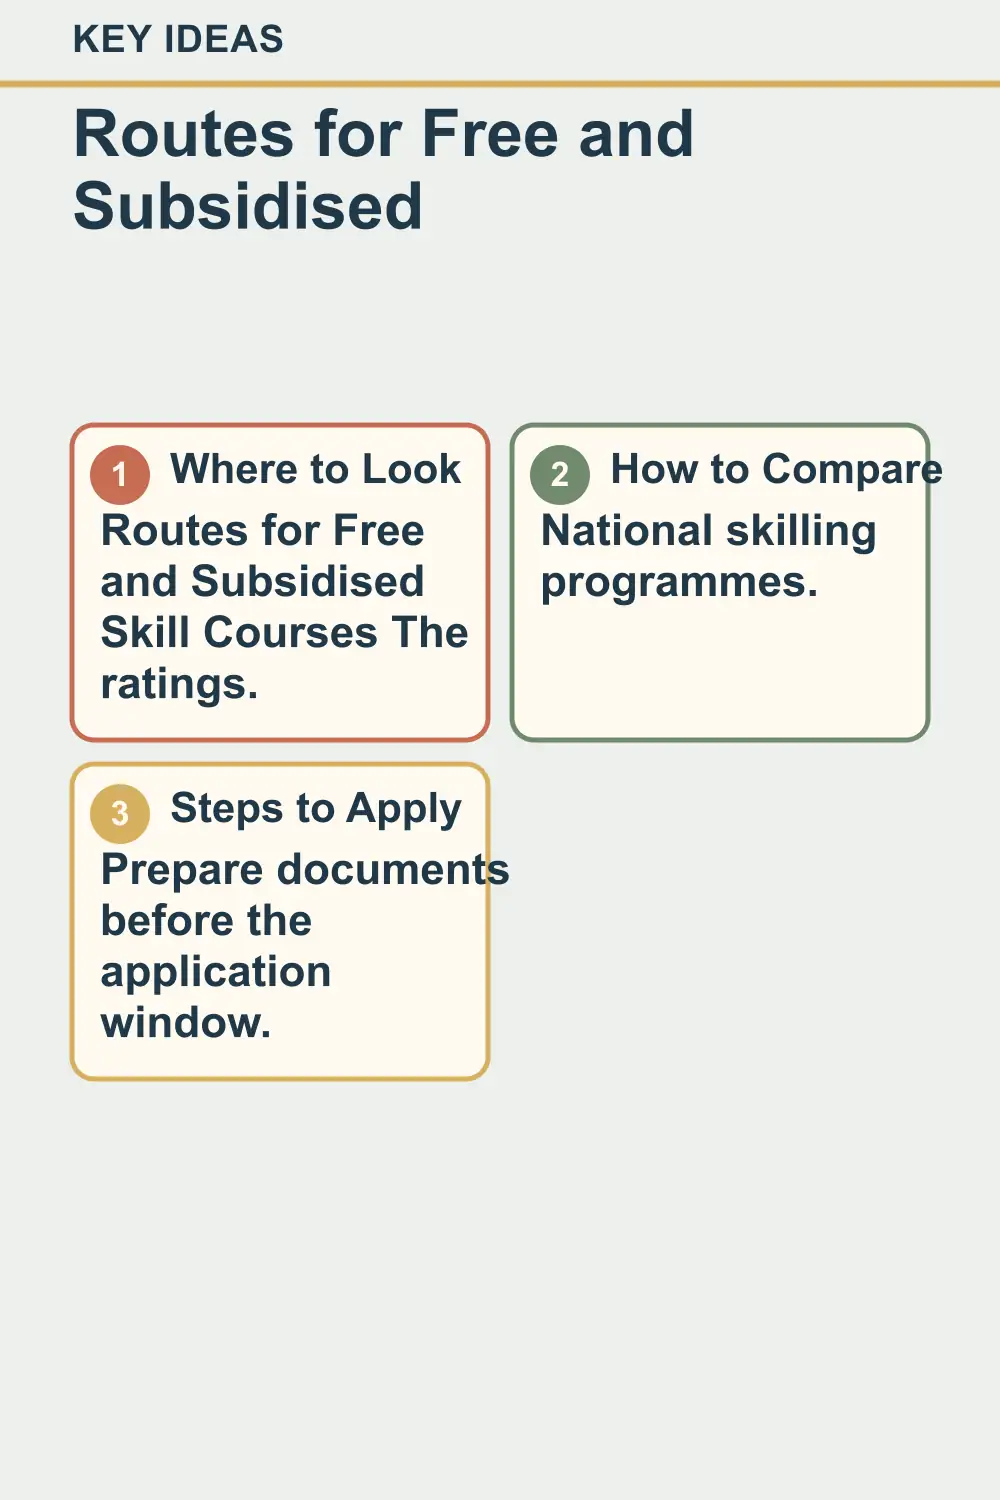 KEY IDEAS
Routes for Free and
Subsidised
1
Where to Look
Routes for Free
and Subsidised
Skill Courses The
ratings.
2
How to Compare
National skilling
programmes.
3
Steps to Apply
Prepare documents
before the
application
window.